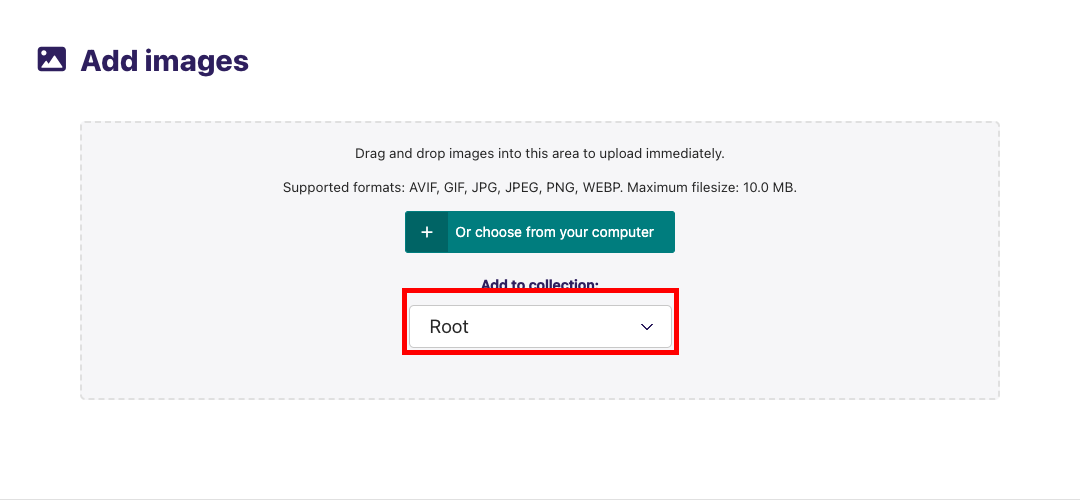 Add images
Drag and drop images into this area to upload immediately.
Supported formats: AVIF, GIF, JPG, JPEG, PNG, WEBP. Maximum filesize: 10.0 MB.
+ Or choose from your computer
Add to collection:
Root